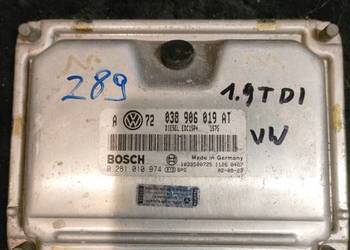 289
1.9TDI
VW
A 72 038 906 019 AT
DIESEL EDC15P+ 1575
BOSCH
Made in Germany
0 281 010 974